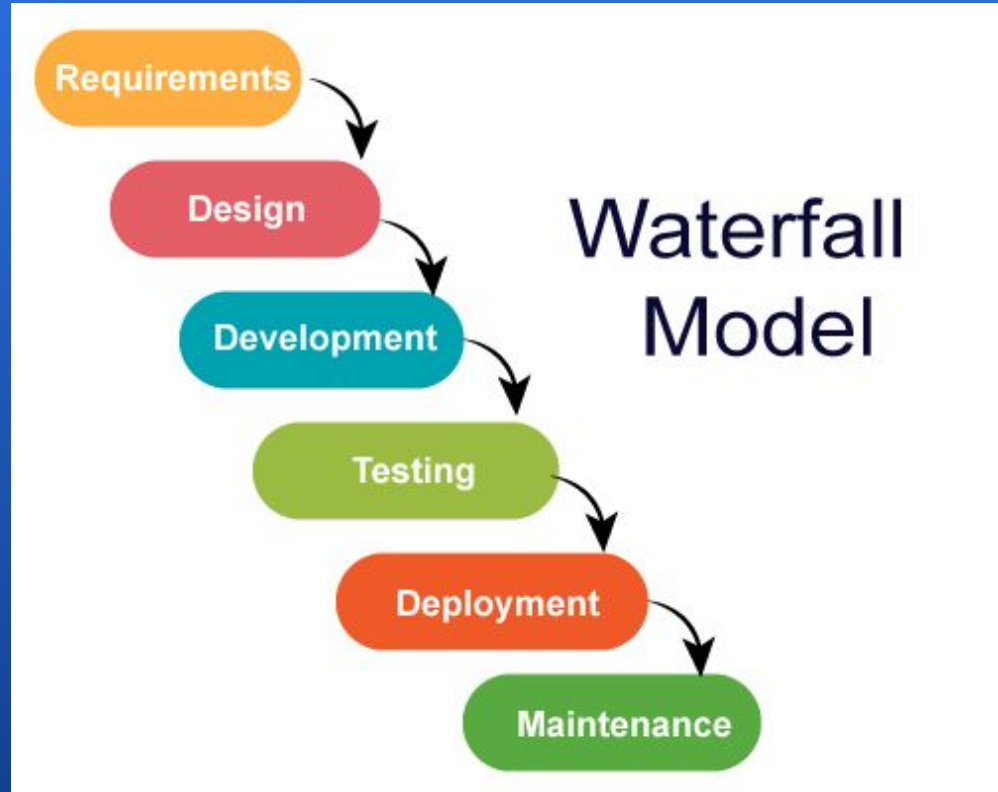 Requirements
Design
Waterfall
Model
Development
Testing
Deployment
Maintenance